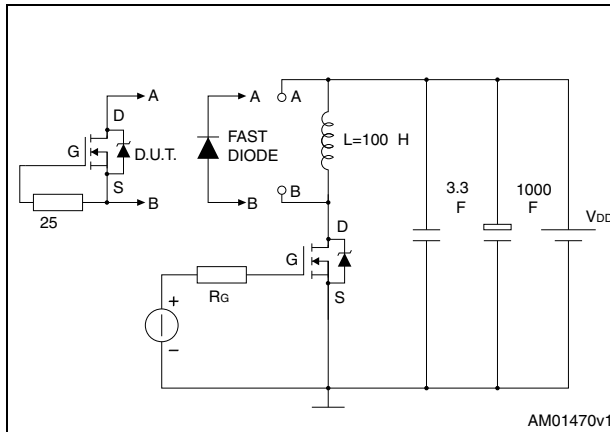 A
A
A
D
FAST
DIODE
L=100 H
G
D.U.T.
S
B
B
B
25
3.3
F
1000
F
VDD
D
G
RG
S
+
−
AM01470v1